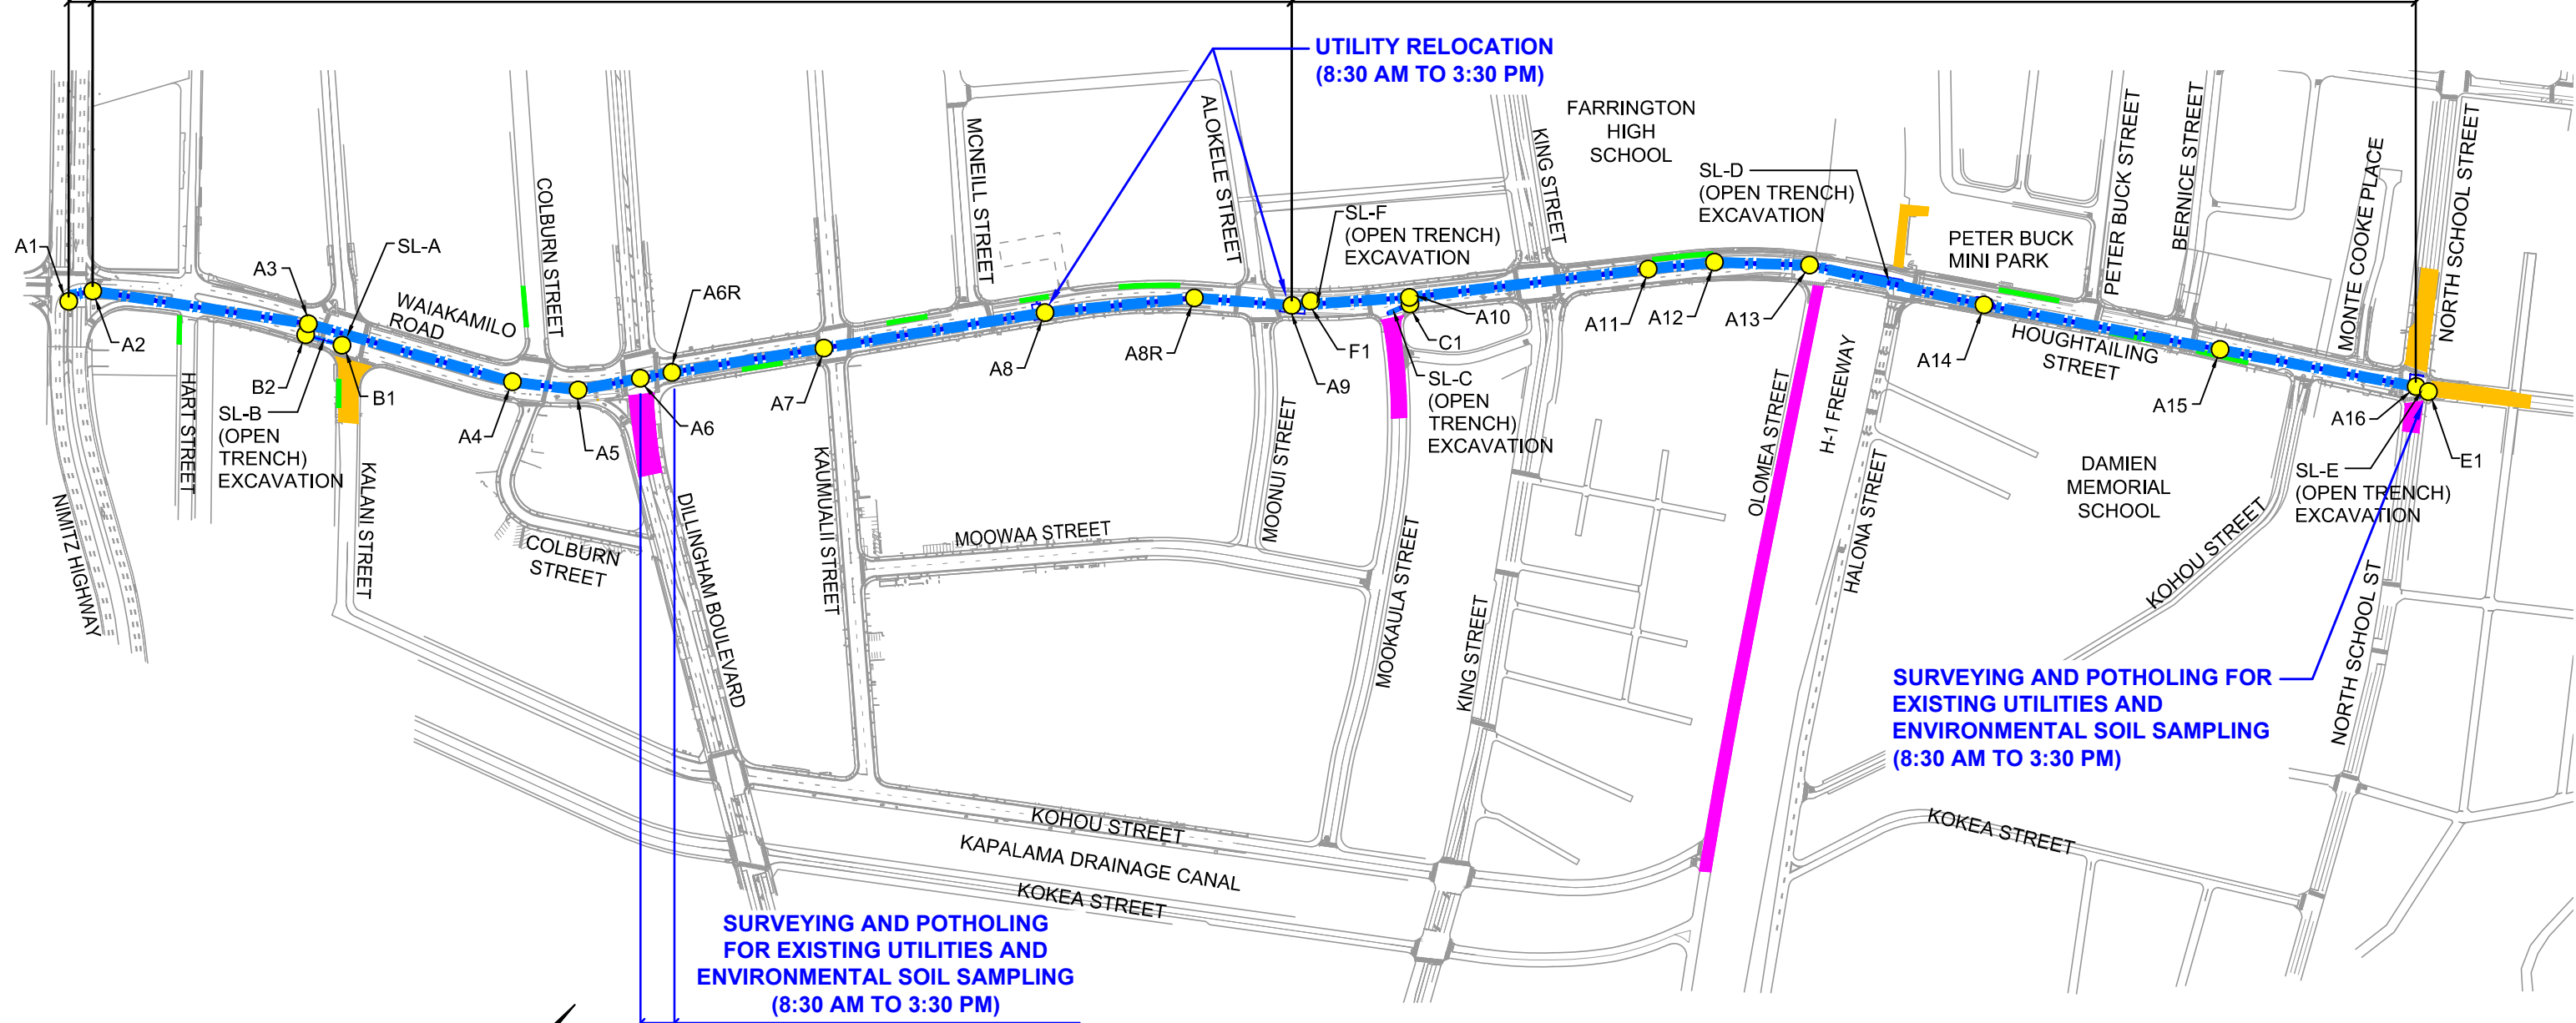 UTILITY RELOCATION
(8:30 AM TO 3:30 PM)
FARRINGTON
HIGH
SCHOOL
KING STREET
ALOKELE STREET
MCNEILL STREET
COLBURN STREET
PETER BUCK STREET
BERNICE STREET
MONTE COOKE PLACE
NORTH SCHOOL STREET
SL-D
(OPEN TRENCH)
EXCAVATION
SL-F
(OPEN TRENCH)
EXCAVATION
PETER BUCK
MINI PARK
A1
A2
A3
SL-A
WAIAKAMILO
ROAD
A6R
B2
B1
SL-B
(OPEN
TRENCH)
EXCAVATION
HART STREET
NIMITZ HIGHWAY
KALANI STREET
A4
A5
A6
A7
A8
A8R
A9
F1
A10
C1
SL-C
(OPEN
TRENCH)
EXCAVATION
A11
A12
A13
A14
HOUGHTAILING
STREET
A15
A16
E1
SL-E
(OPEN TRENCH)
EXCAVATION
COLBURN
STREET
DILLINGHAM BOULEVARD
KAUMUALII STREET
MOOWAA STREET
MOONUI STREET
MOOKAULA STREET
KING STREET
OLOMEA STREET
H-1 FREEWAY
HALONA STREET
DAMIEN
MEMORIAL
SCHOOL
KOHOU STREET
NORTH SCHOOL ST
SURVEYING AND POTHOLING FOR
EXISTING UTILITIES AND
ENVIRONMENTAL SOIL SAMPLING
(8:30 AM TO 3:30 PM)
KOHOU STREET
KAPALAMA DRAINAGE CANAL
KOKEA STREET
KOKEA STREET
SURVEYING AND POTHOLING
FOR EXISTING UTILITIES AND
ENVIRONMENTAL SOIL SAMPLING
(8:30 AM TO 3:30 PM)